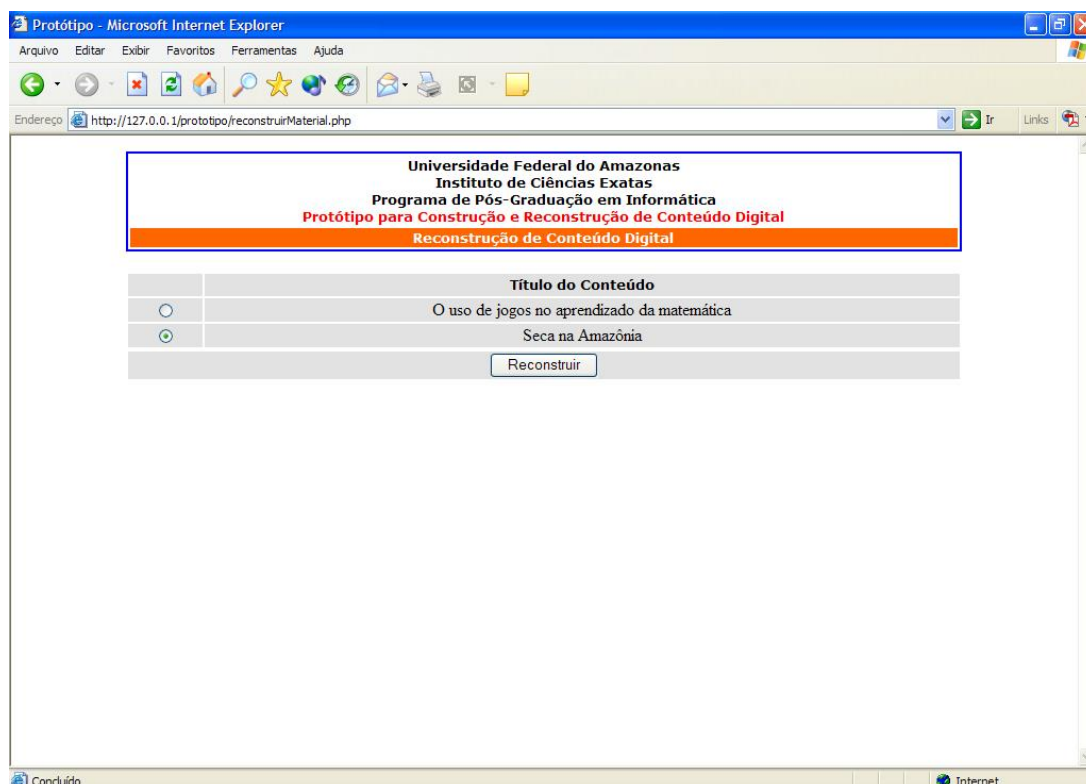 Protótipo - Microsoft Internet Explorer
Arquivo Editar Exibir Favoritos Ferramentas Ajuda
Endereço http://127.0.0.1/prototipo/reconstruirMaterial.php Ir Links
Universidade Federal do Amazonas
Instituto de Ciências Exatas
Programa de Pós-Graduação em Informática
Protótipo para Construção e Reconstrução de Conteúdo Digital
Reconstrução de Conteúdo Digital
Título do Conteúdo
O uso de jogos no aprendizado da matemática
Seca na Amazônia
Reconstruir
Concluído Internet